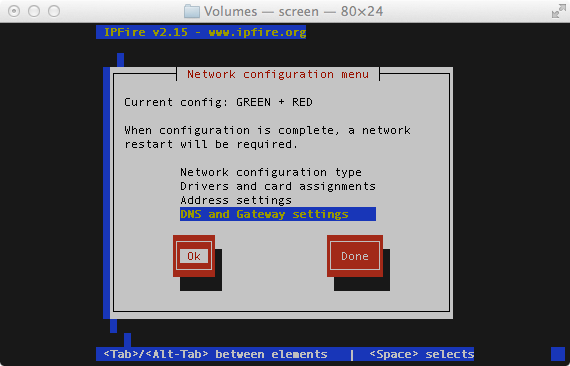 Volumes — screen — 80×24
IPFire v2.15 - www.ipfire.org
Network configuration menu
Current config: GREEN + RED
When configuration is complete, a network
restart will be required.
Network configuration type
Drivers and card assignments
Address settings
DNS and Gateway settings
Ok Done
<Tab>/<Alt-Tab> between elements | <Space> selects